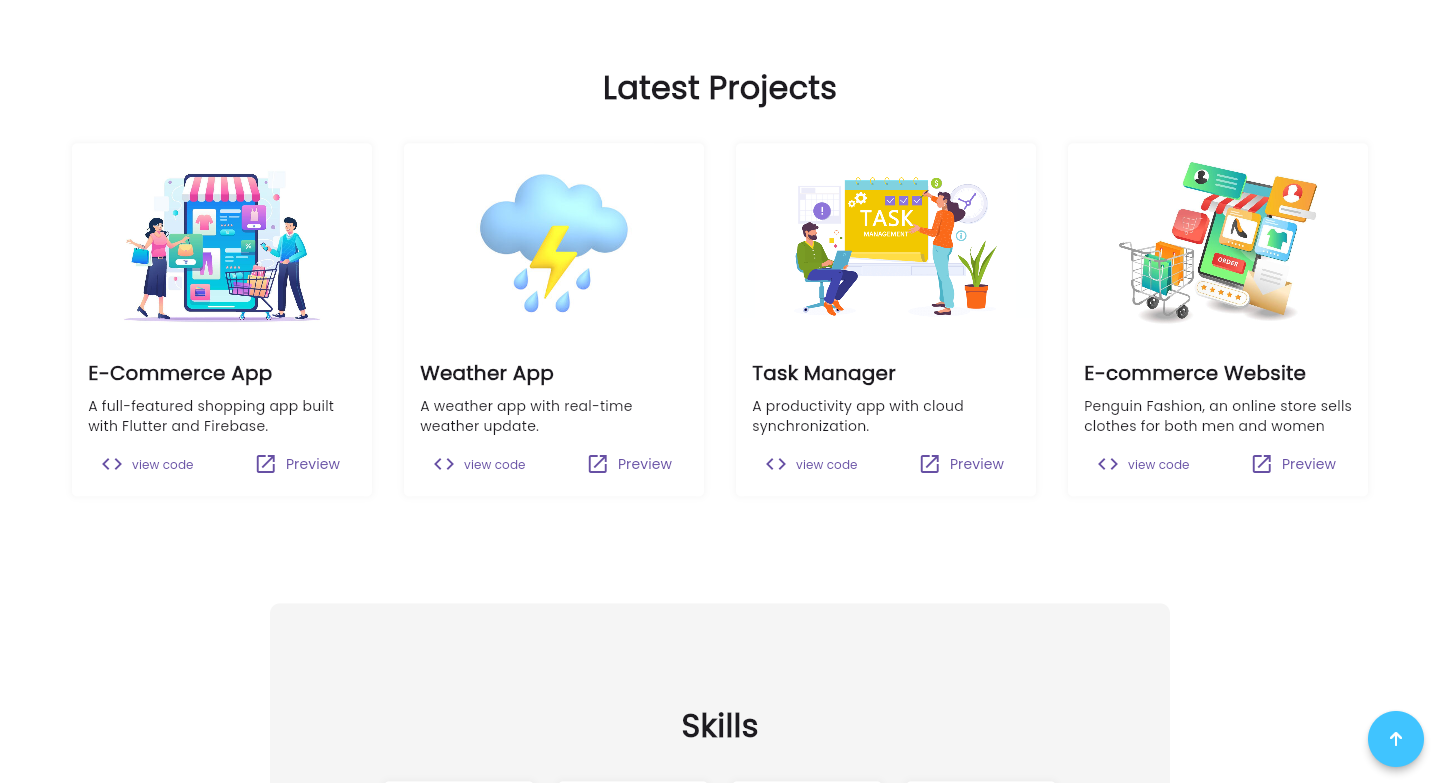 Latest Projects
TASK
MANAGEMENT
ORDER
E-Commerce App
A full-featured shopping app built
with Flutter and Firebase.
view code
Preview
Weather App
A weather app with real-time
weather update.
view code
Preview
Task Manager
A productivity app with cloud
synchronization.
view code
Preview
E-commerce Website
Penguin Fashion, an online store sells
clothes for both men and women
view code
Preview
Skills